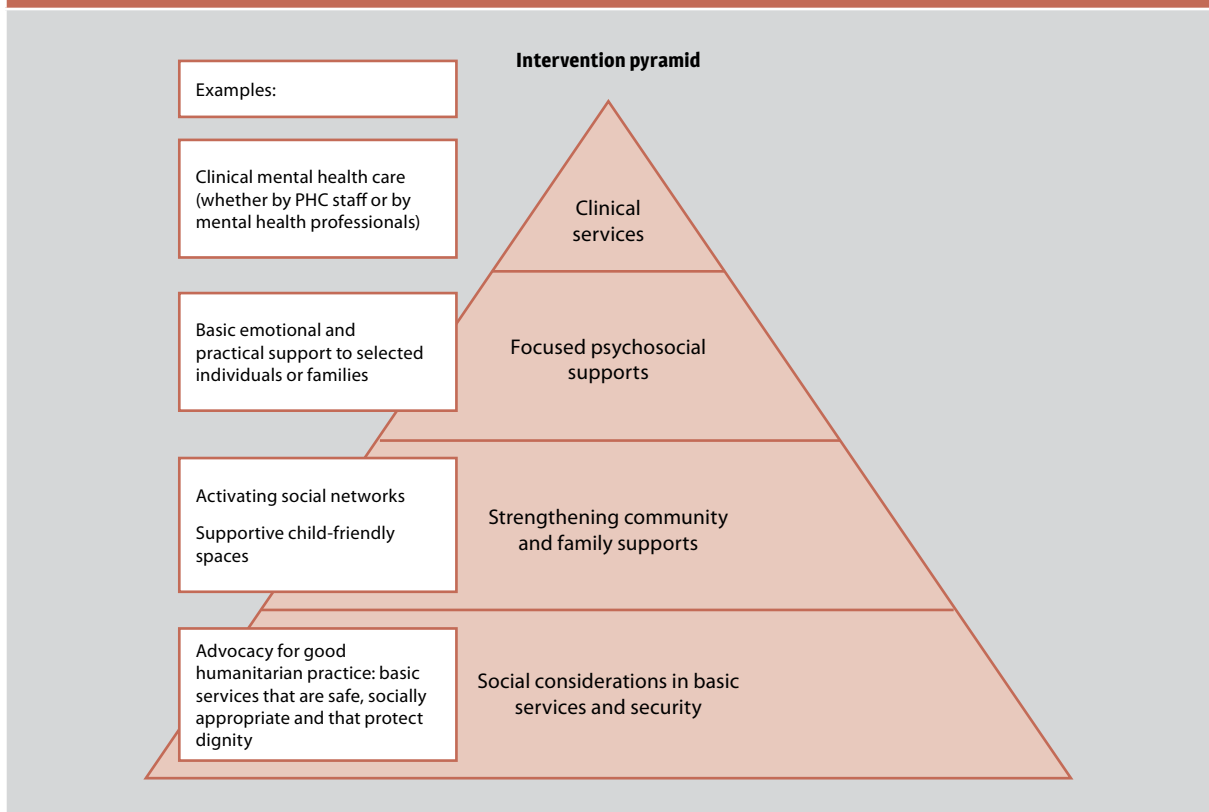 Intervention pyramid
Examples:
Clinical mental health care
(whether by PHC staff or by
mental health professionals)
Clinical
services
Basic emotional and
practical support to selected
individuals or families
Focused psychosocial
supports
Activating social networks
Supportive child-friendly
spaces
Strengthening community
and family supports
Advocacy for good
humanitarian practice: basic
services that are safe, socially
appropriate and that protect
dignity
Social considerations in basic
services and security